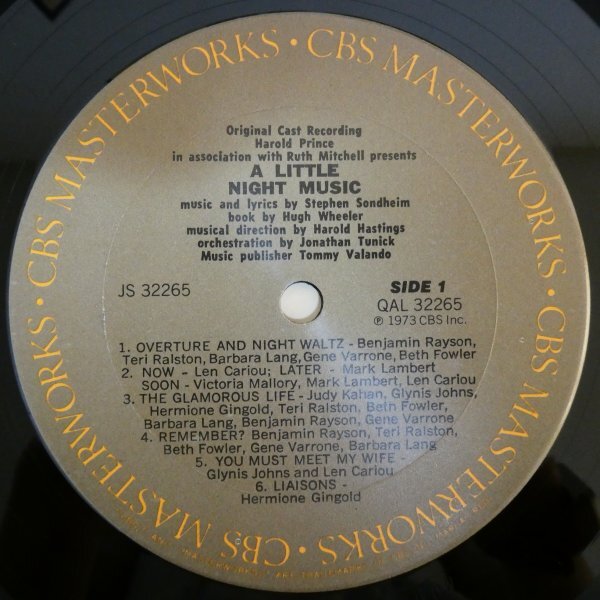 CBS MASTERWORKS • CBS MASTERWORKS • CBS MASTERWORKS • CBS MASTERWORKS •
Original Cast Recording
Harold Prince
in association with Ruth Mitchell presents
A LITTLE
NIGHT MUSIC
music and lyrics by Stephen Sondheim
book by Hugh Wheeler
musical direction by Harold Hastings
orchestration by Jonathan Tunick
Music publisher Tommy Valando
JS 32265
SIDE 1
QAL 32265
℗ 1973 CBS Inc.
1. OVERTURE AND NIGHT WALTZ - Benjamin Rayson,
Teri Ralston, Barbara Lang, Gene Varrone, Beth Fowler
2. NOW – Len Cariou; LATER - Mark Lambert
SOON - Victoria Mallory, Mark Lambert, Len Cariou
3. THE GLAMOROUS LIFE - Judy Kahan, Glynis Johns,
Hermione Gingold, Teri Ralston, Beth Fowler,
Barbara Lang, Benjamin Rayson, Gene Varrone
4. REMEMBER? Benjamin Rayson, Teri Ralston,
Beth Fowler, Gene Varrone, Barbara Lang
5. YOU MUST MEET MY WIFE -
Glynis Johns and Len Cariou
6. LIAISONS -
Hermione Gingold